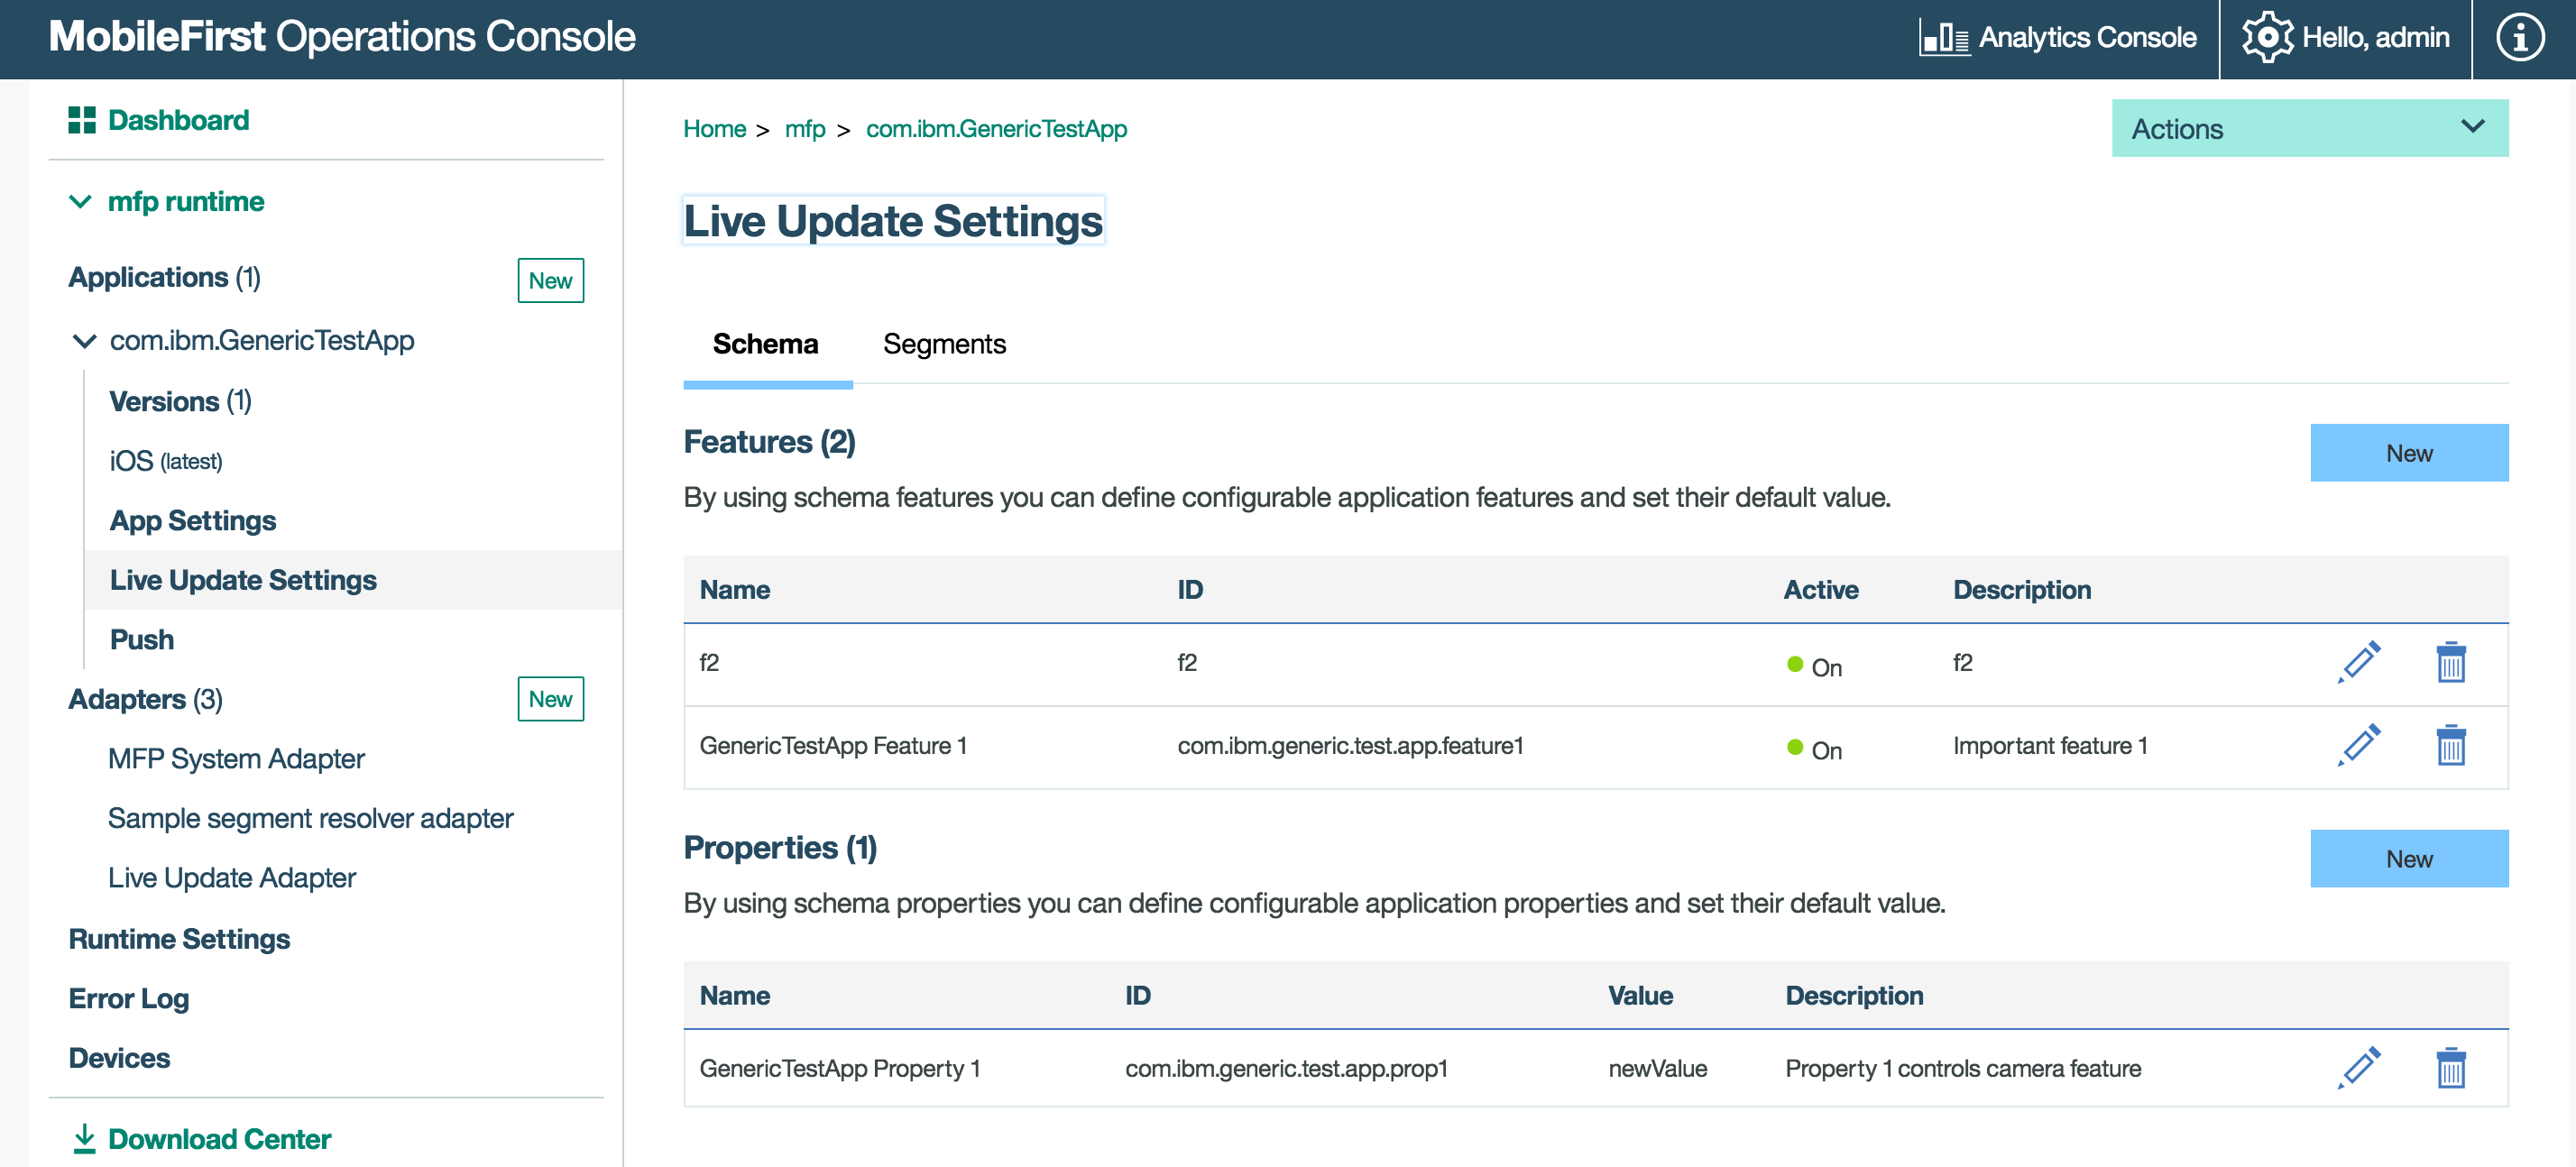 MobileFirst Operations Console
Analytics Console
Hello, admin
Dashboard
mfp runtime
Applications (1)
New
com.ibm.GenericTestApp
Versions (1)
iOS (latest)
App Settings
Live Update Settings
Push
Adapters (3)
New
MFP System Adapter
Sample segment resolver adapter
Live Update Adapter
Runtime Settings
Error Log
Devices
Download Center
Home > mfp > com.ibm.GenericTestApp
Actions
Live Update Settings
Schema Segments
Features (2)
New
By using schema features you can define configurable application features and set their default value.
Name ID Active Description
f2 f2 On f2
GenericTestApp Feature 1 com.ibm.generic.test.app.feature1 On Important feature 1
Properties (1)
New
By using schema properties you can define configurable application properties and set their default value.
Name ID Value Description
GenericTestApp Property 1 com.ibm.generic.test.app.prop1 newValue Property 1 controls camera feature